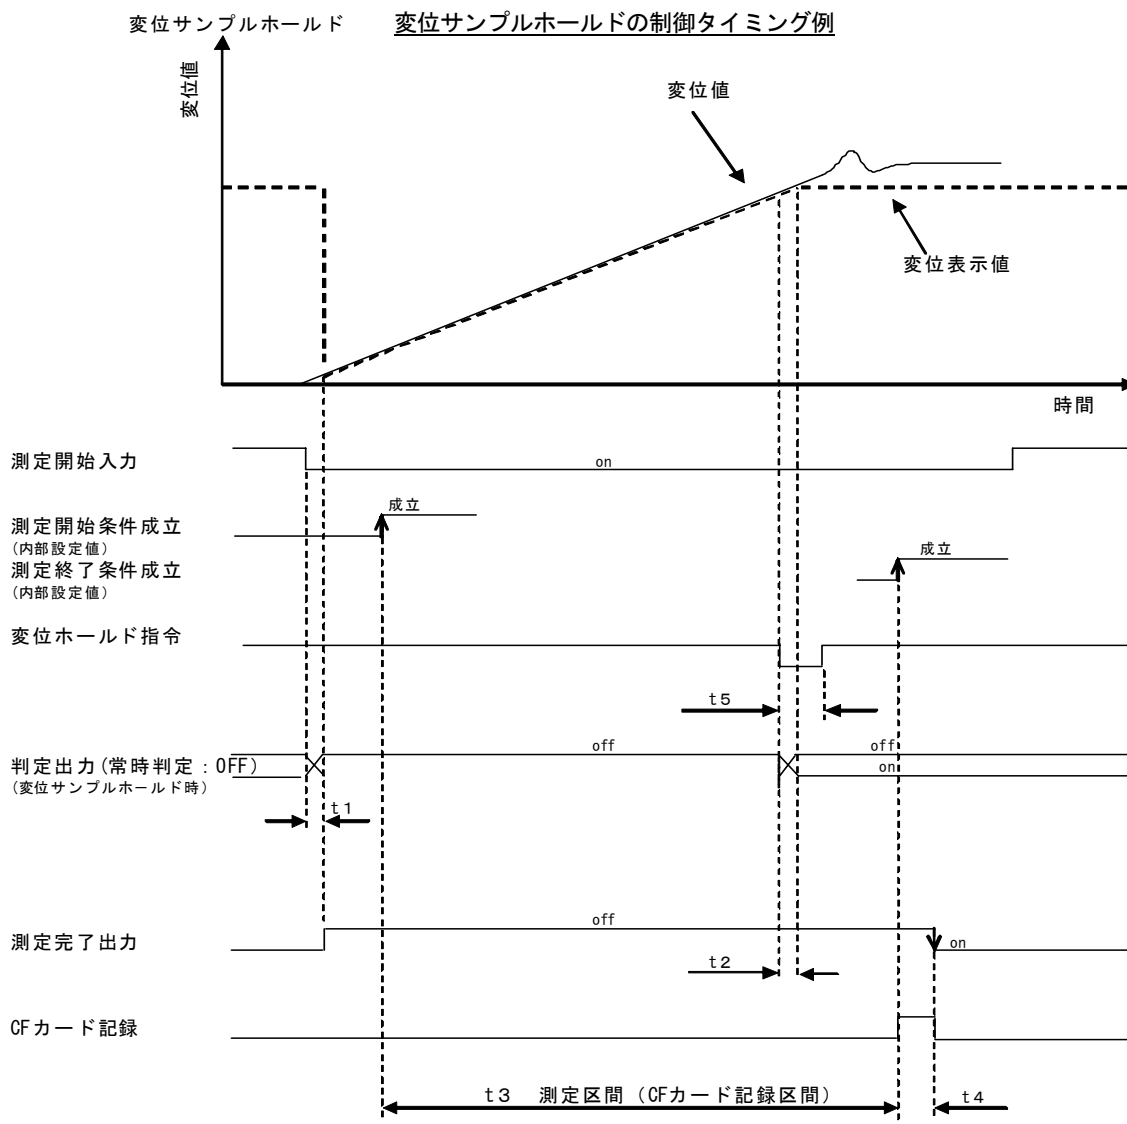 変位サンプルホールド
変位サンプルホールドの制御タイミング例
変位値
変位値
変位表示値
時間
測定開始入力
on
測定開始条件成立
(内部設定値)
成立
測定終了条件成立
(内部設定値)
成立
変位ホールド指令
t5
判定出力(常時判定:OFF)
(変位サンプルホールド時)
off
off
on
t1
測定完了出力
off
on
t2
CFカード記録
t3 測定区間(CFカード記録区間)
t4